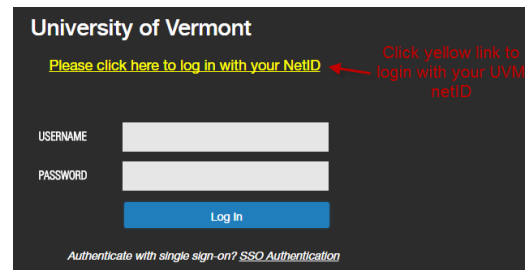 University of Vermont
Please click here to log in with your NetID
Click yellow link to
login with your UVM
netID
USERNAME
PASSWORD
Log In
Authenticate with single sign-on? SSO Authentication